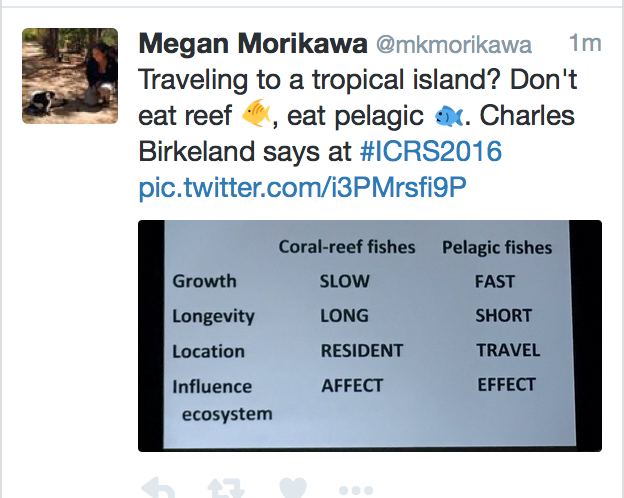 Megan Morikawa @mkmorikawa 1m
Traveling to a tropical island? Don't
eat reef 🐠, eat pelagic 🐟. Charles
Birkeland says at #ICRS2016
pic.twitter.com/i3PMrsfi9P
Coral-reef fishes Pelagic fishes
Growth SLOW FAST
Longevity LONG SHORT
Location RESIDENT TRAVEL
Influence AFFECT EFFECT
ecosystem